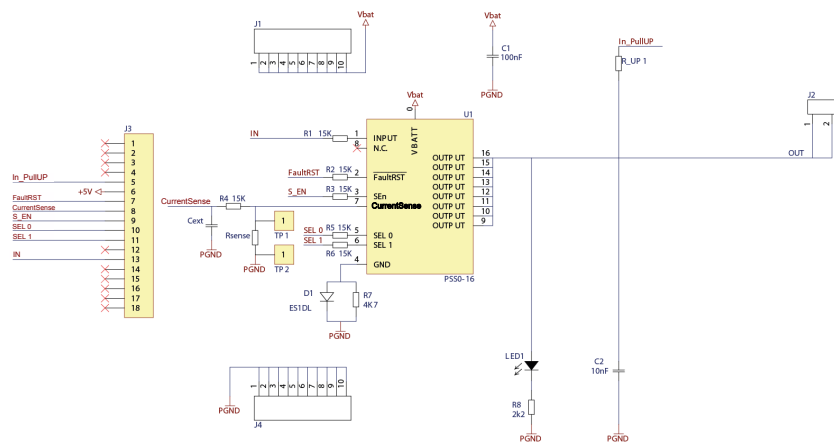 J1
Vbat
1 2 3 4 5 6 7 8 9 10
Vbat
C1
100nF
PGND
In_PullUP
R_UP 1
J2
1 2
OUT
J3
1
2
3
4
In_PullUP 5
+5V 6
FaultRST 7
CurrentSense 8
S_EN 9
SEL 0 10
SEL 1 11
12
IN 13
14
15
16
17
18
Vbat
0
U1
VBATT
IN R1 15K 1 INPUT
8 N.C.
FaultRST R2 15K 2 FaultRST
S_EN R3 15K 3 SEn
CurrentSense R4 15K 7 CurrentSense
SEL 0 R5 15K 5 SEL 0
SEL 1 6 SEL 1
R6 15K
4 GND
OUTP UT 16
OUTP UT 15
OUTP UT 14
OUTP UT 13
OUTP UT 12
OUTP UT 11
OUTP UT 10
OUTP UT 9
PSS0-16
Cext
PGND
Rsense
PGND
1
TP 1
1
TP 2
D1
ES1DL
R7
4K7
PGND
LED1
R8
2k2
PGND
C2
10nF
PGND
1 2 3 4 5 6 7 8 9 10
PGND
J4